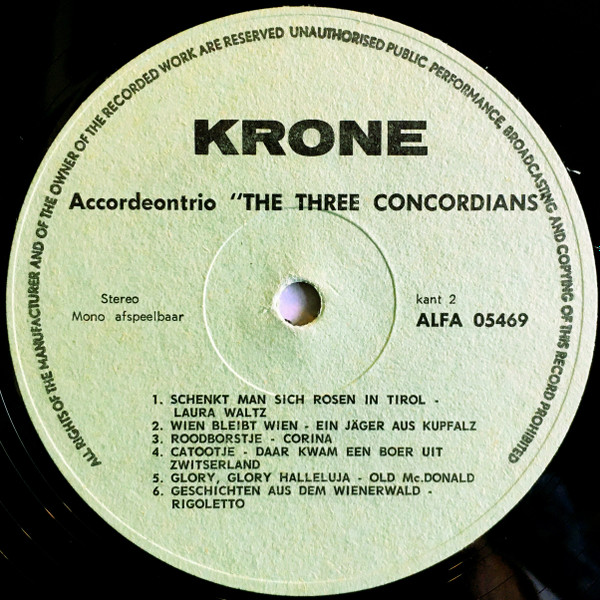 ALL RIGHTS OF THE MANUFACTURER AND OF THE OWNER OF THE RECORDED WORK ARE RESERVED UNAUTHORISED PUBLIC PERFORMANCE, BROADCASTING AND COPYING OF THIS RECORD PROHIBITED
KRONE
Accordeontrio "THE THREE CONCORDIANS
Stereo
Mono afspeelbaar
kant 2
ALFA 05469
1. SCHENKT MAN SICH ROSEN IN TIROL -
LAURA WALTZ
2. WIEN BLEIBT WIEN - EIN JÄGER AUS KUPFALZ
3. ROODBORSTJE - CORINA
4. CATOOTJE - DAAR KWAM EEN BOER UIT
ZWITSERLAND
5. GLORY, GLORY HALLELUJA - OLD Mc.DONALD
6. GESCHICHTEN AUS DEM WIENERWALD -
RIGOLETTO